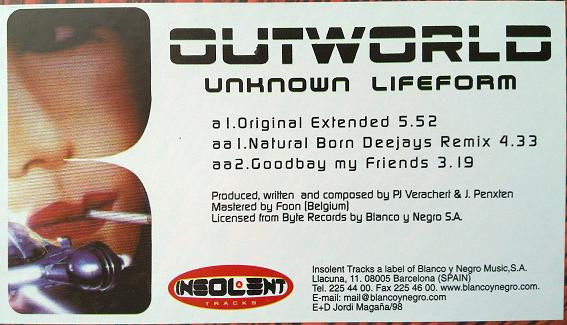 OUTWORLD
UNKNOWN LIFEFORM
a1.Original Extended 5.52
aa1.Natural Born Deejays Remix 4.33
aa2.Goodbay my Friends 3.19
Produced, written and composed by PJ Verachert & J. Penxten
Mastered by Foon (Belgium)
Licensed from Byte Records by Blanco y Negro S.A.
INSOLENT
TRACKS
Insolent Tracks a label of Blanco y Negro Music,S.A.
Llacuna, 11. 08005 Barcelona (SPAIN)
Tel. 225 44 00. Fax 225 46 00. www.blancoynegro.com
E-mail: mail@blancoynegro.com
E+D Jordi Magaña/98